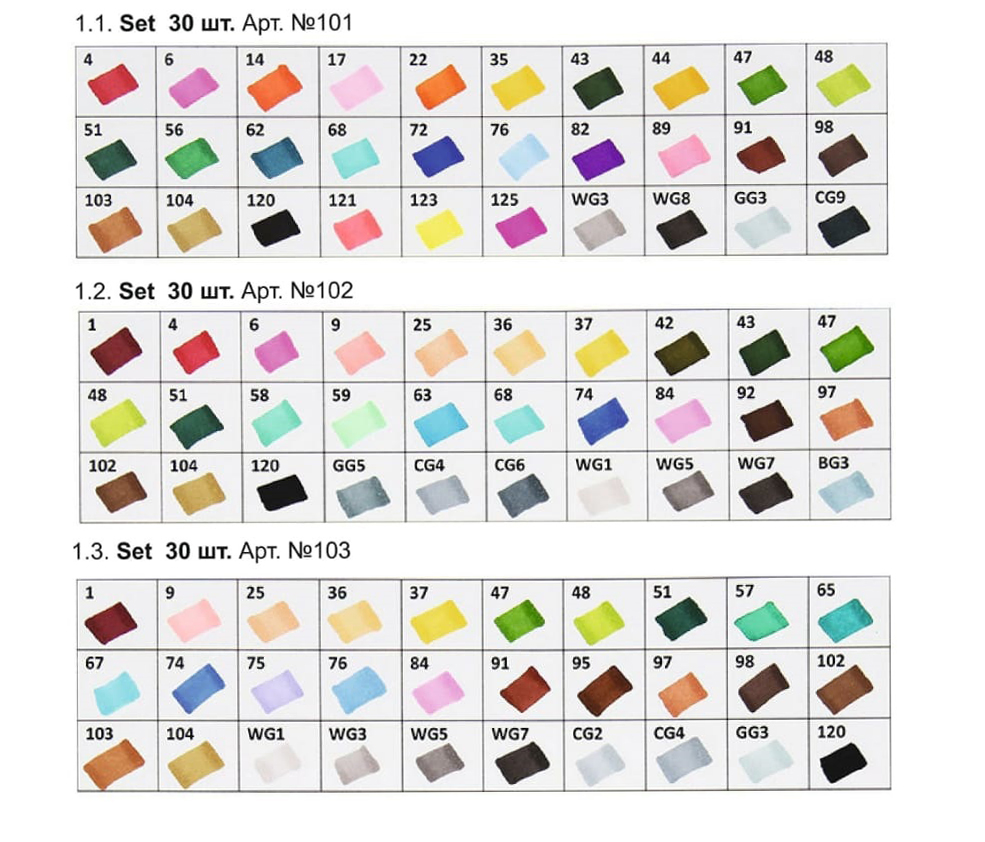 1.1. Set 30 шт. Арт. №101
4 6 14 17 22 35 43 44 47 48
51 56 62 68 72 76 82 89 91 98
103 104 120 121 123 125 WG3 WG8 GG3 CG9
1.2. Set 30 шт. Арт. №102
1 4 6 9 25 36 37 42 43 47
48 51 58 59 63 68 74 84 92 97
102 104 120 GG5 CG4 CG6 WG1 WG5 WG7 BG3
1.3. Set 30 шт. Арт. №103
1 9 25 36 37 47 48 51 57 65
67 74 75 76 84 91 95 97 98 102
103 104 WG1 WG3 WG5 WG7 CG2 CG4 GG3 120